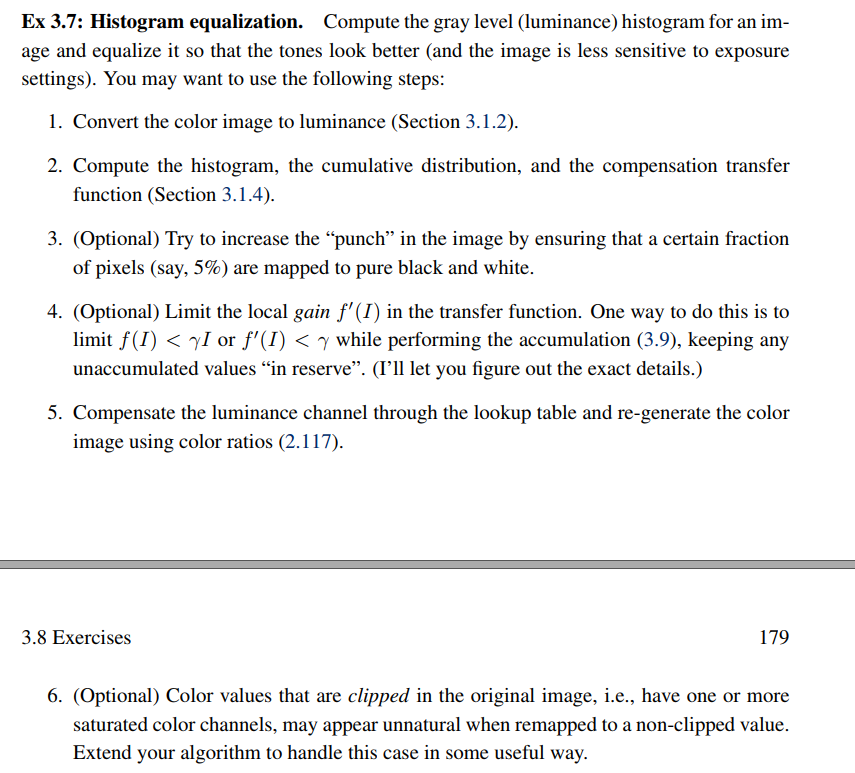 Ex 3.7: Histogram equalization. Compute the gray level (luminance) histogram for an im-
age and equalize it so that the tones look better (and the image is less sensitive to exposure
settings). You may want to use the following steps:
1. Convert the color image to luminance (Section 3.1.2).
2. Compute the histogram, the cumulative distribution, and the compensation transfer
function (Section 3.1.4).
3. (Optional) Try to increase the “punch” in the image by ensuring that a certain fraction
of pixels (say, 5%) are mapped to pure black and white.
4. (Optional) Limit the local gain f′(I) in the transfer function. One way to do this is to
limit f(I) < γI or f′(I) < γ while performing the accumulation (3.9), keeping any
unaccumulated values “in reserve”. (I’ll let you figure out the exact details.)
5. Compensate the luminance channel through the lookup table and re-generate the color
image using color ratios (2.117).
3.8 Exercises 179
6. (Optional) Color values that are clipped in the original image, i.e., have one or more
saturated color channels, may appear unnatural when remapped to a non-clipped value.
Extend your algorithm to handle this case in some useful way.